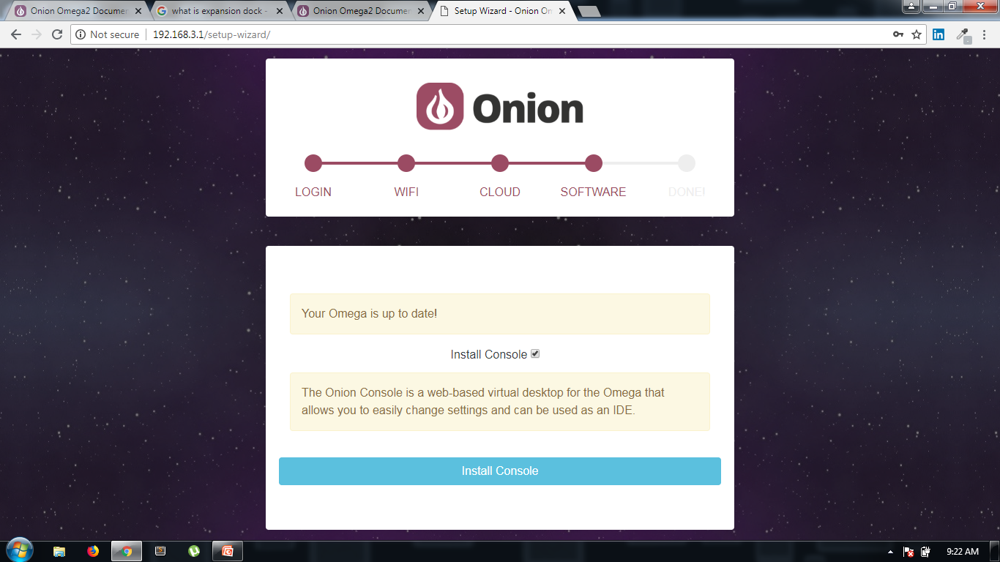 Onion Omega2 Documen
what is expansion dock -
Onion Omega2 Documen
Setup Wizard - Onion Om
Not secure
192.168.3.1/setup-wizard/
Onion
LOGIN
WIFI
CLOUD
SOFTWARE
DONE!
Your Omega is up to date!
Install Console
The Onion Console is a web-based virtual desktop for the Omega that
allows you to easily change settings and can be used as an IDE.
Install Console
9:22 AM